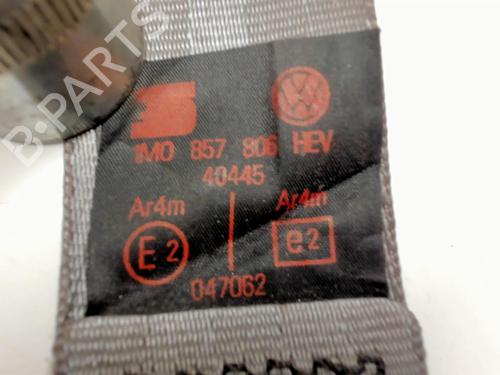 B-PARTS
1M0 857 806 HEV
40445
Ar4m Ar4m
E2 e2
047062